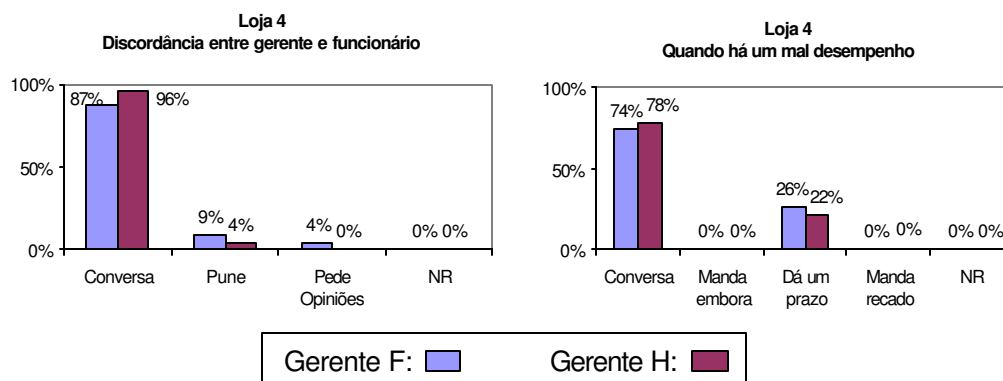 Loja 4
Discordância entre gerente e funcionário
100%
50%
0%
87%
96%
9%
4%
4%
0%
0% 0%
Conversa
Pune
Pede
Opiniões
NR
Loja 4
Quando há um mal desempenho
100%
50%
0%
74%
78%
0%
0%
26%
22%
0%
0%
0% 0%
Conversa
Manda
embora
Dá um
prazo
Manda
recado
NR
Gerente F:
Gerente H: